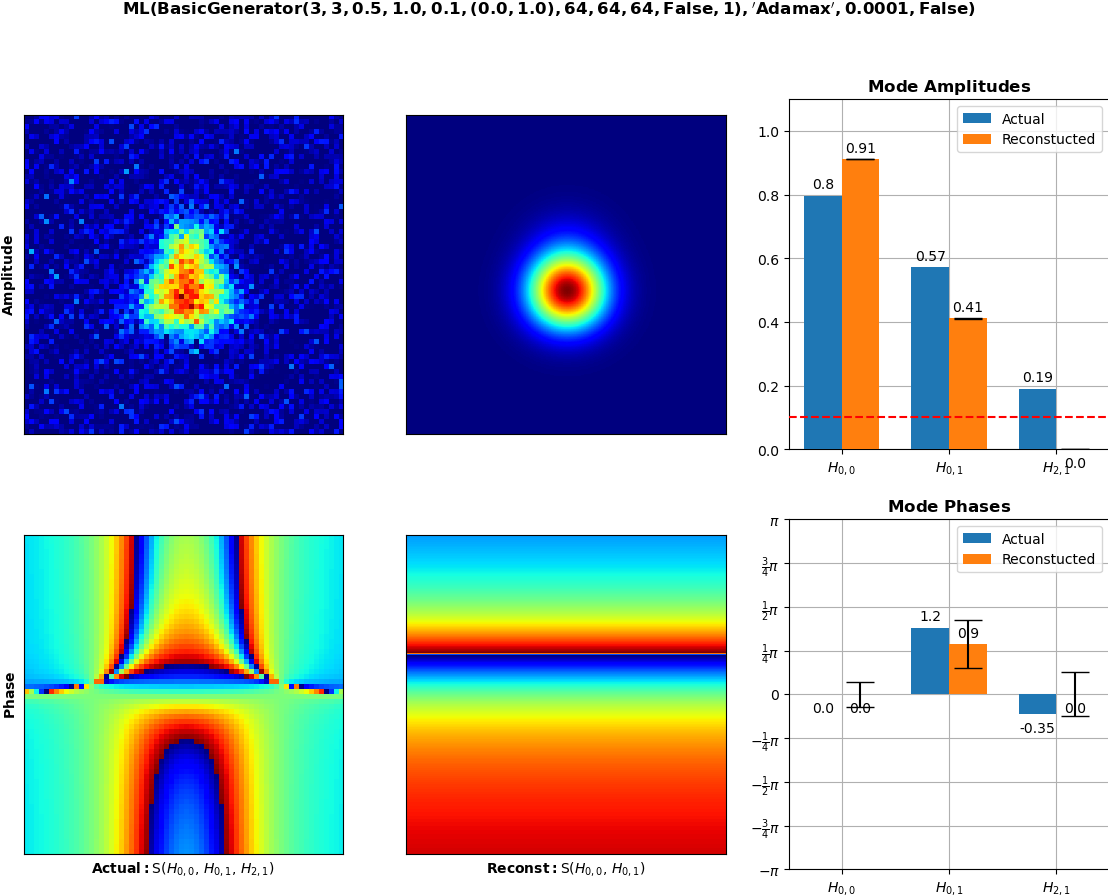 ML(BasicGenerator(3, 3, 0.5, 1.0, 0.1, (0.0, 1.0), 64, 64, 64, False, 1), ′Adamax′, 0.0001, False)
Amplitude
Mode Amplitudes
Actual
Reconstucted
1.0
0.8
0.6
0.4
0.2
0.0
0.8
0.91
0.57
0.41
0.19
0.0
H0,0
H0,1
H2,1
Phase
Actual: S(H0,0, H0,1, H2,1)
Reconst: S(H0,0, H0,1)
Mode Phases
Actual
Reconstucted
π
3/4π
1/2π
1/4π
0
−1/4π
−1/2π
−3/4π
−π
0.0
0.0
1.2
0.9
-0.35
0.0
H0,0
H0,1
H2,1